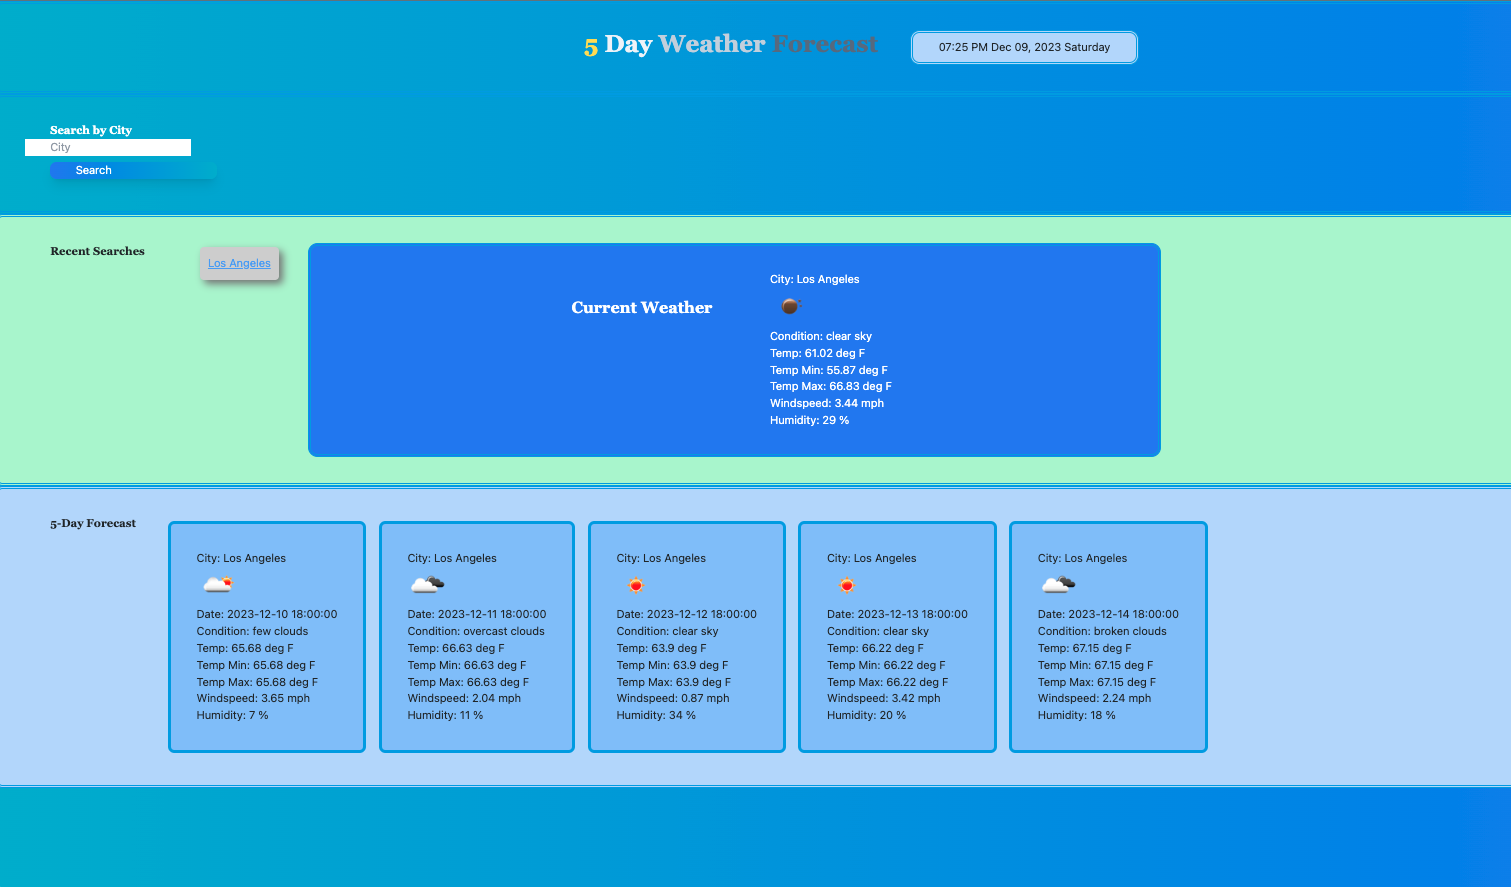 5 Day Weather Forecast
07:25 PM Dec 09, 2023 Saturday
Search by City
City
Search
Recent Searches
Los Angeles
Current Weather
City: Los Angeles
Condition: clear sky
Temp: 61.02 deg F
Temp Min: 55.87 deg F
Temp Max: 66.83 deg F
Windspeed: 3.44 mph
Humidity: 29 %
5-Day Forecast
City: Los Angeles
Date: 2023-12-10 18:00:00
Condition: few clouds
Temp: 65.68 deg F
Temp Min: 65.68 deg F
Temp Max: 65.68 deg F
Windspeed: 3.65 mph
Humidity: 7 %
City: Los Angeles
Date: 2023-12-11 18:00:00
Condition: overcast clouds
Temp: 66.63 deg F
Temp Min: 66.63 deg F
Temp Max: 66.63 deg F
Windspeed: 2.04 mph
Humidity: 11 %
City: Los Angeles
Date: 2023-12-12 18:00:00
Condition: clear sky
Temp: 63.9 deg F
Temp Min: 63.9 deg F
Temp Max: 63.9 deg F
Windspeed: 0.87 mph
Humidity: 34 %
City: Los Angeles
Date: 2023-12-13 18:00:00
Condition: clear sky
Temp: 66.22 deg F
Temp Min: 66.22 deg F
Temp Max: 66.22 deg F
Windspeed: 3.42 mph
Humidity: 20 %
City: Los Angeles
Date: 2023-12-14 18:00:00
Condition: broken clouds
Temp: 67.15 deg F
Temp Min: 67.15 deg F
Temp Max: 67.15 deg F
Windspeed: 2.24 mph
Humidity: 18 %